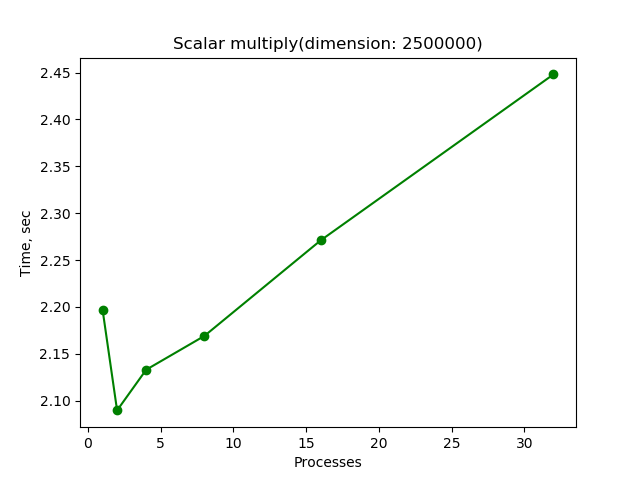 Scalar multiply(dimension: 2500000)
2.45
2.40
2.35
2.30
2.25
2.20
2.15
2.10
Time, sec
0 5 10 15 20 25 30
Processes